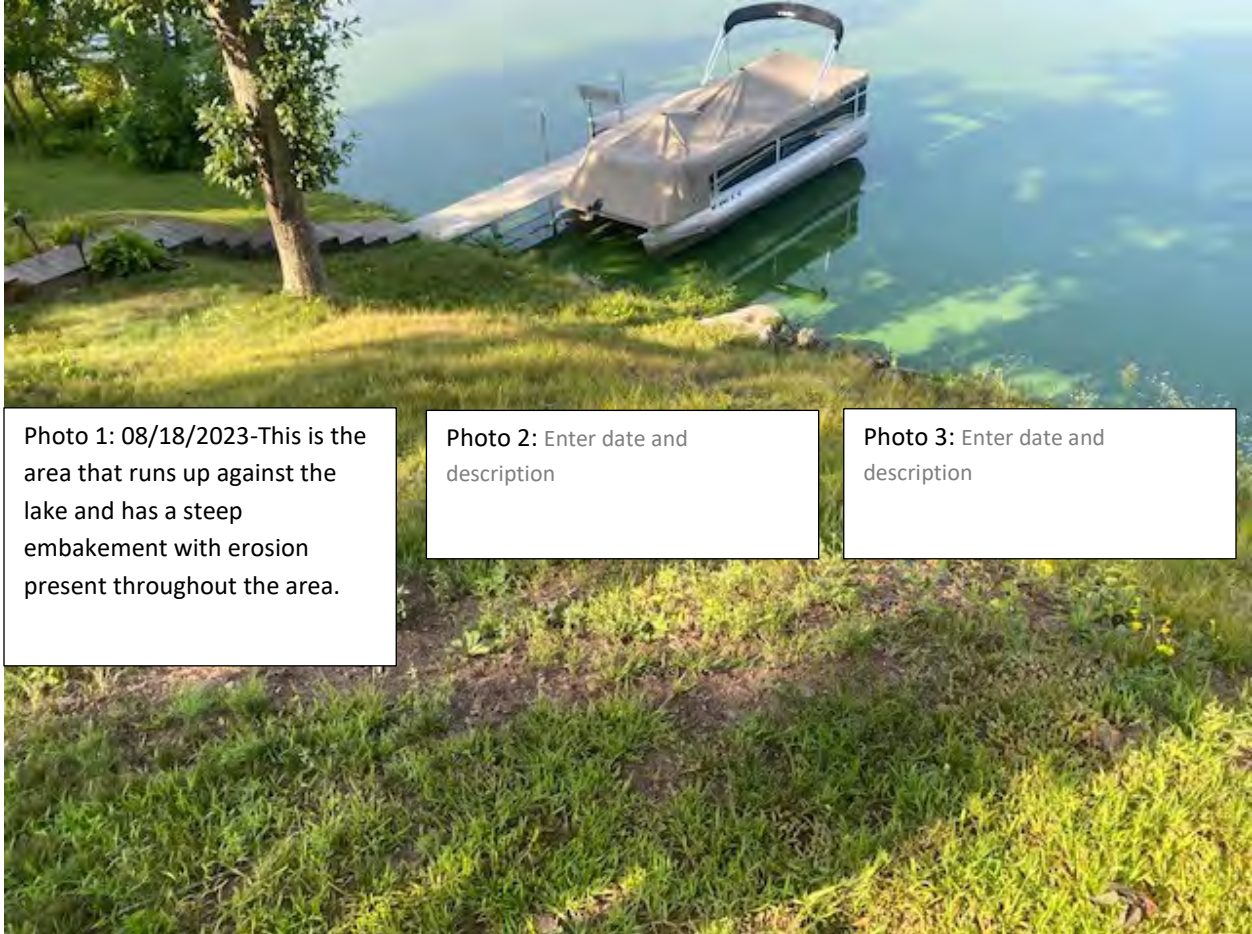 Photo 1: 08/18/2023-This is the
area that runs up against the
lake and has a steep
embakement with erosion
present throughout the area.
Photo 2: Enter date and
description
Photo 3: Enter date and
description